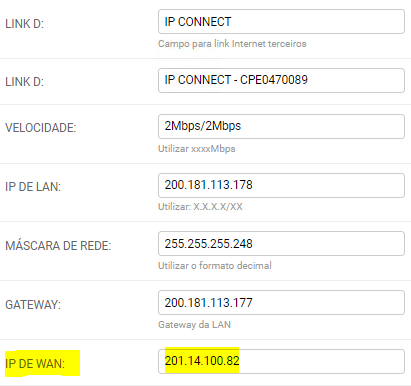 LINK D: IP CONNECT
Campo para link Internet terceiros
LINK D: IP CONNECT - CPE0470089
VELOCIDADE: 2Mbps/2Mbps
Utilizar xxxxMbps
IP DE LAN: 200.181.113.178
Utilizar: X.X.X.X/XX
MÁSCARA DE REDE: 255.255.255.248
Utilizar o formato decimal
GATEWAY: 200.181.113.177
Gateway da LAN
IP DE WAN: 201.14.100.82